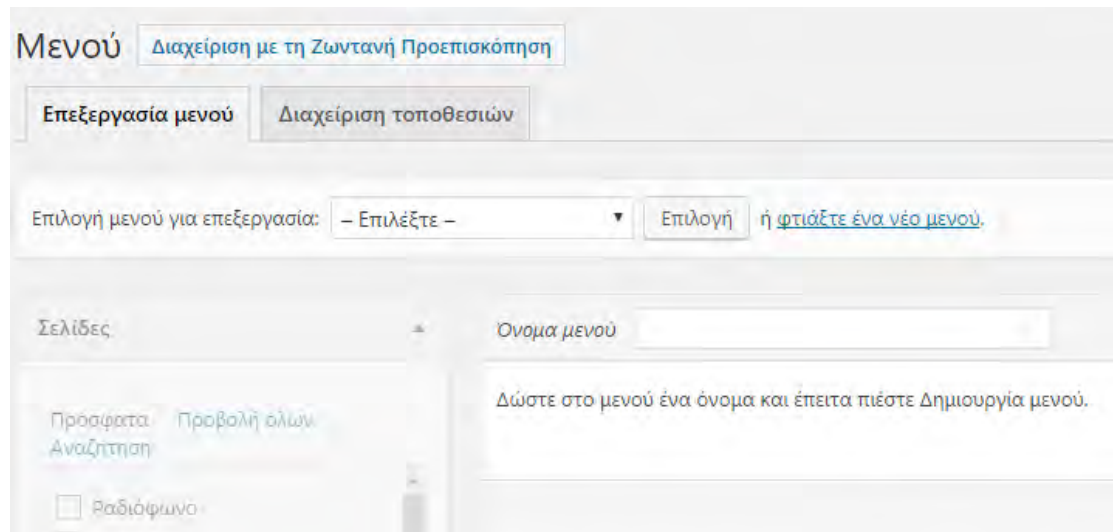 Μενού Διαχείριση με τη Ζωντανή Προεπισκόπηση
Επεξεργασία μενού Διαχείριση τοποθεσιών
Επιλογή μενού για επεξεργασία: – Επιλέξτε – Επιλογή ή φτιάξτε ένα νέο μενού.
Σελίδες
Όνομα μενού
Δώστε στο μενού ένα όνομα και έπειτα πιέστε Δημιουργία μενού.
Πρόσφατα Προβολή όλων
Αναζήτηση
Ραδιόφωνο